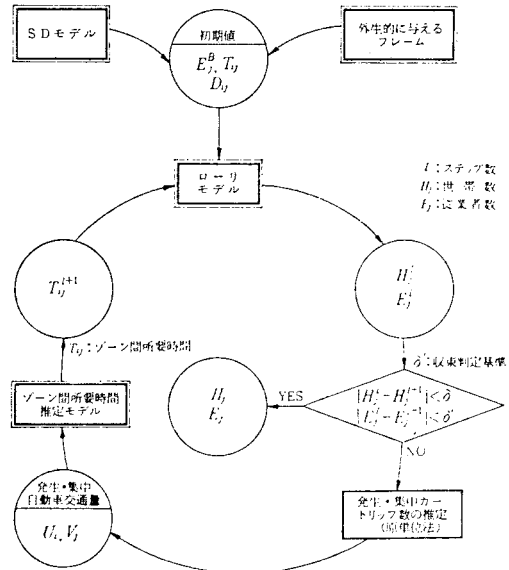 SDモデル
初期値
E_j^B, T_ij
D_ij
外生的に与える
フレーム
ローリ
モデル
i：ステップ数
H_j：世帯数
E_j：従業者数
T_ij^{i+1}
H_j^i
E_j^i
T_ij：ゾーン間所要時間
δ：収束判定基準
ゾーン間所要時間
推定モデル
H_j
E_j
YES
|H_j^i − H_j^{i-1}| < δ
|E_j^i − E_j^{i-1}| < δ
NO
発生・集中
自動車交通量
U_i, V_j
発生・集中カー
トリップ数の推定
(原単位法)